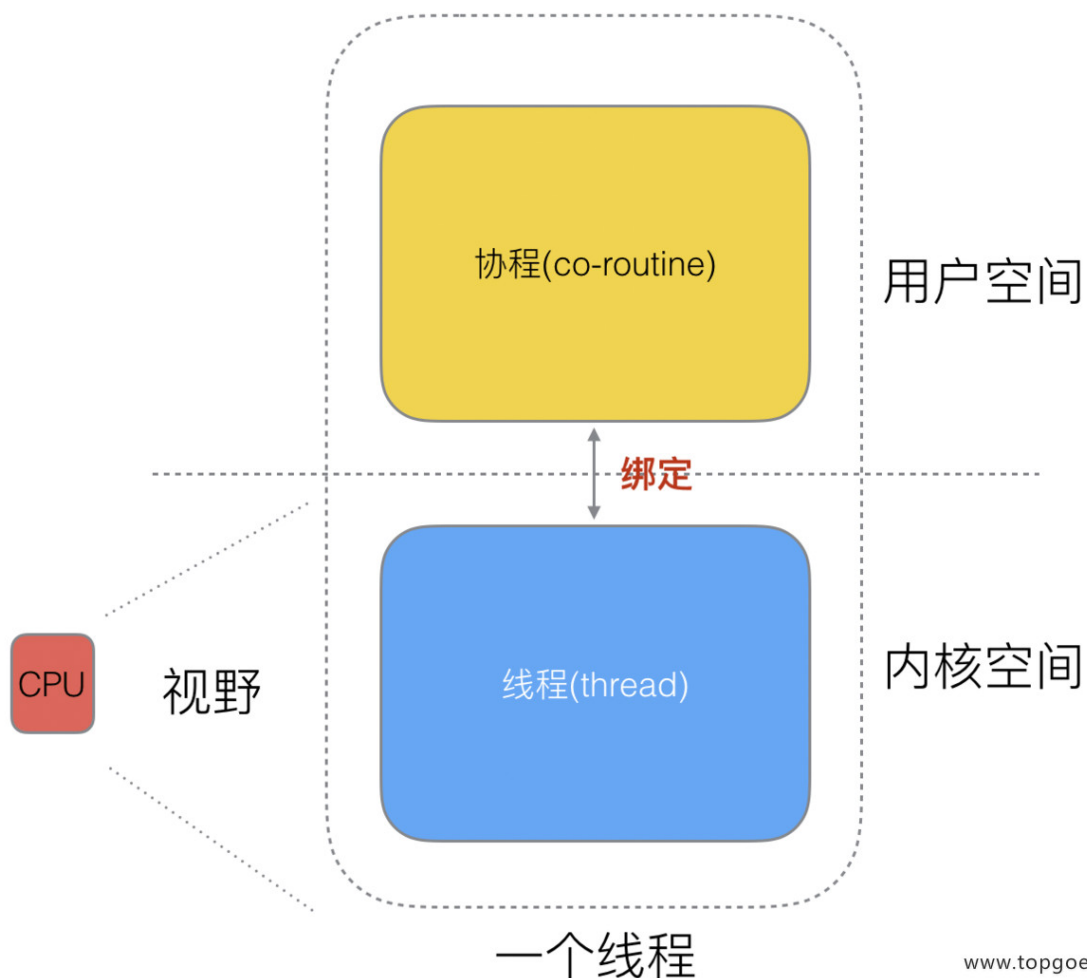 协程(co-routine)
用户空间
绑定
CPU
视野
线程(thread)
内核空间
一个线程
www.topgoe